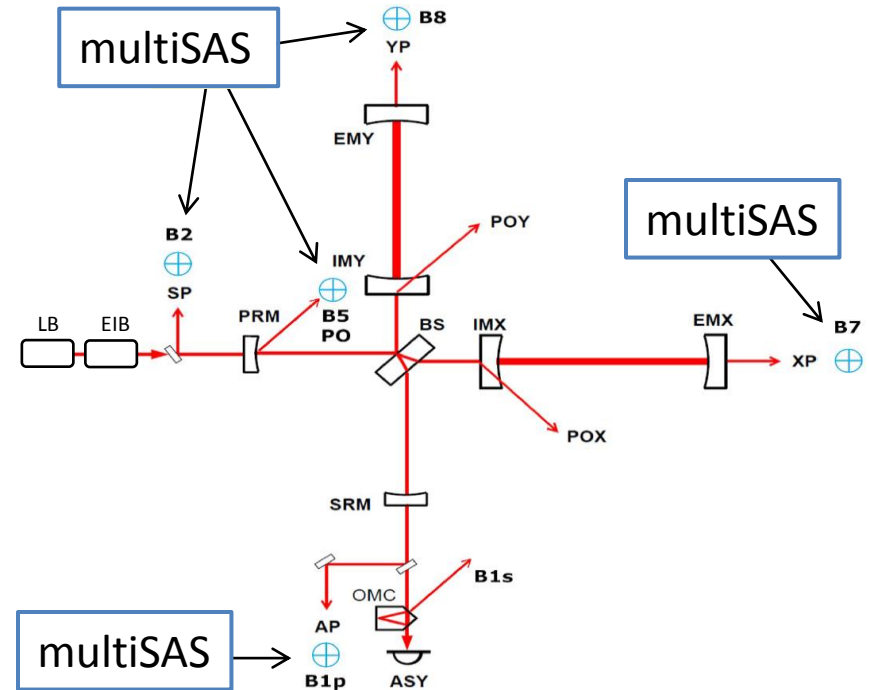 multiSAS
B8
YP
EMY
multiSAS
POY
B2
IMY
SP
PRM
B5
PO
BS
IMX
EMX
B7
LB
EIB
XP
POX
SRM
B1s
OMC
AP
multiSAS
B1p
ASY